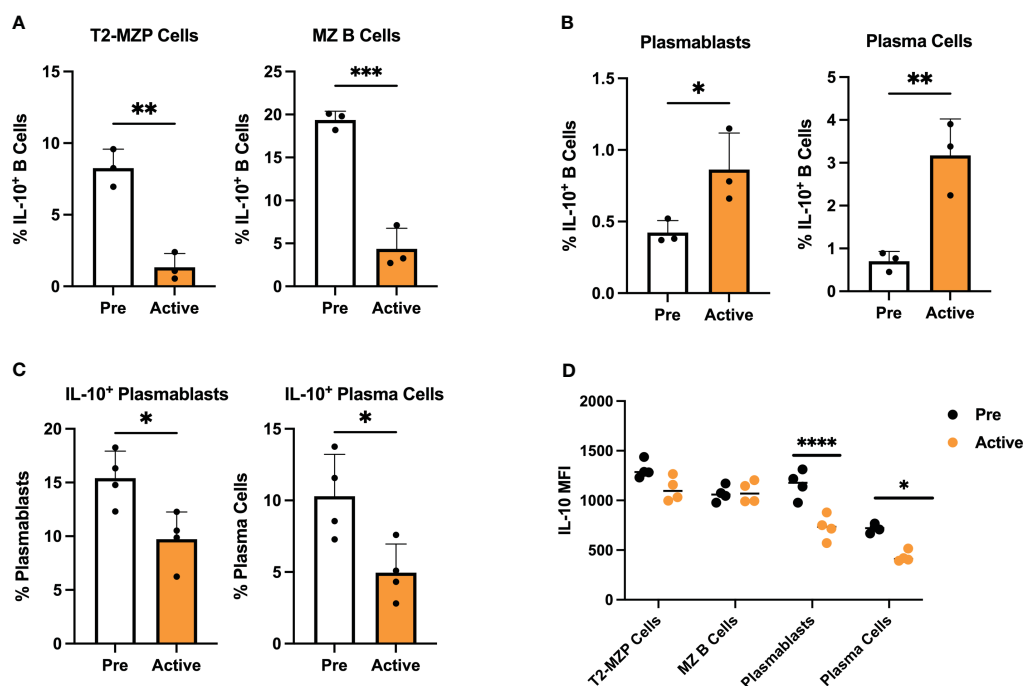 A
T2-MZP Cells
% IL-10⁺ B Cells
15
10
5
0
**
Pre
Active
MZ B Cells
% IL-10⁺ B Cells
25
20
15
10
5
0
***
Pre
Active
B
Plasmablasts
% IL-10⁺ B Cells
1.5
1.0
0.5
0.0
*
Pre
Active
Plasma Cells
% IL-10⁺ B Cells
5
4
3
2
1
0
**
Pre
Active
C
IL-10⁺ Plasmablasts
% Plasmablasts
20
15
10
5
0
*
Pre
Active
IL-10⁺ Plasma Cells
% Plasma Cells
15
10
5
0
*
Pre
Active
D
IL-10 MFI
2000
1500
1000
500
0
****
*
Pre
Active
T2-MZP Cells
MZ B Cells
Plasmablasts
Plasma Cells